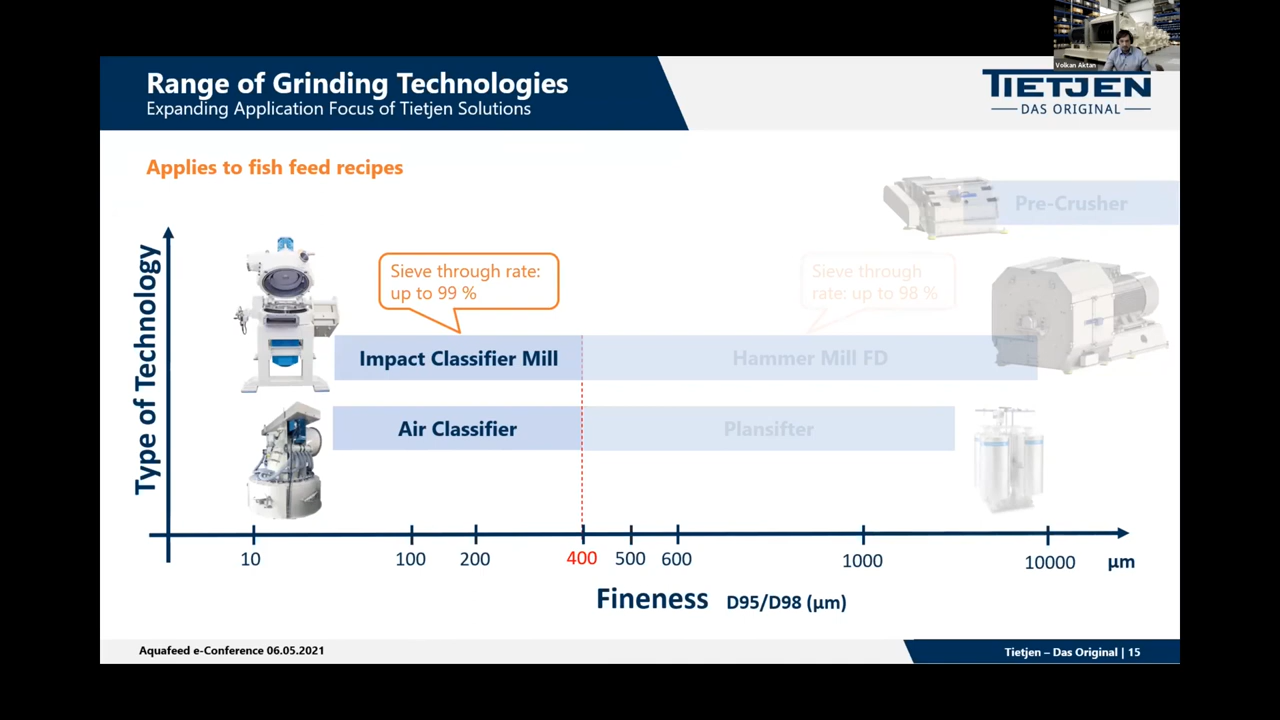 Volkan Aktan
Range of Grinding Technologies
Expanding Application Focus of Tietjen Solutions
TIETJEN
DAS ORIGINAL
Applies to fish feed recipes
Pre-Crusher
Type of Technology
Sieve through rate:
up to 99 %
Sieve through
rate: up to 98 %
Impact Classifier Mill
Hammer Mill FD
Air Classifier
Plansifter
10 100 200 400 500 600 1000 10000 µm
Fineness D95/D98 (µm)
Aquafeed e-Conference 06.05.2021
Tietjen – Das Original | 15